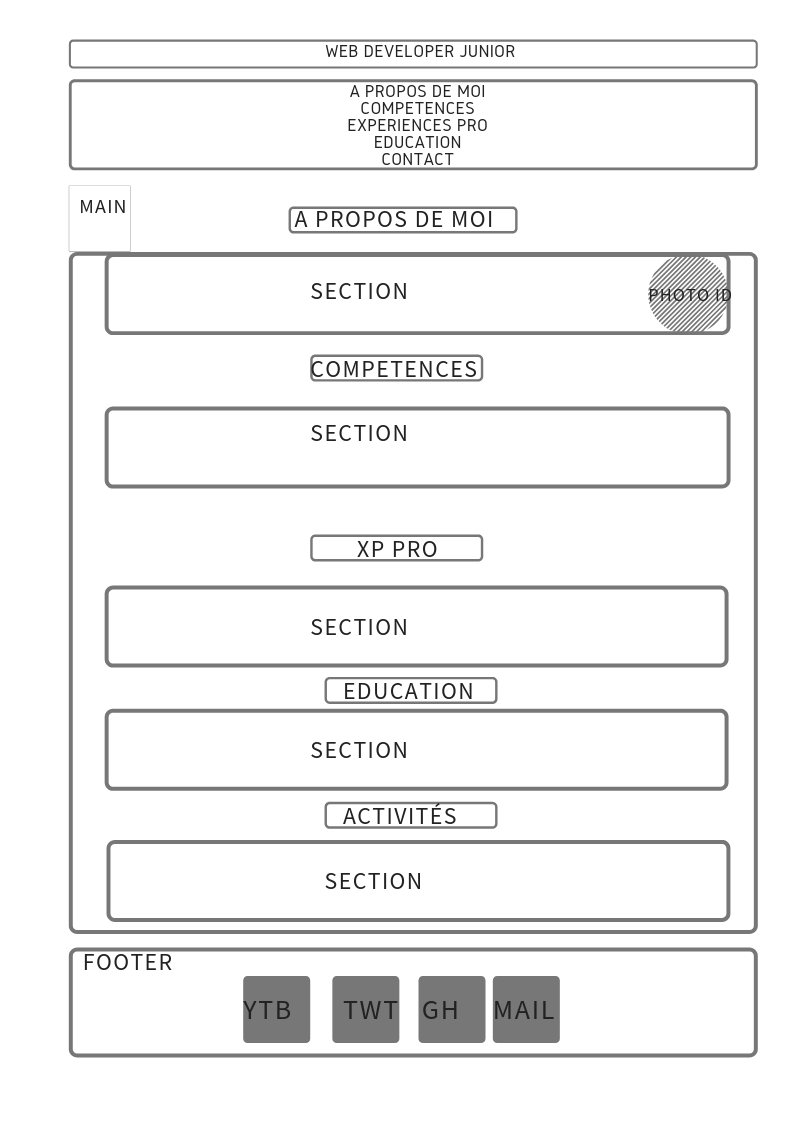 WEB DEVELOPER JUNIOR
A PROPOS DE MOI
COMPETENCES
EXPERIENCES PRO
EDUCATION
CONTACT
MAIN
A PROPOS DE MOI
SECTION
PHOTO ID
COMPETENCES
SECTION
XP PRO
SECTION
EDUCATION
SECTION
ACTIVITÉS
SECTION
FOOTER
YTB TWT GH MAIL